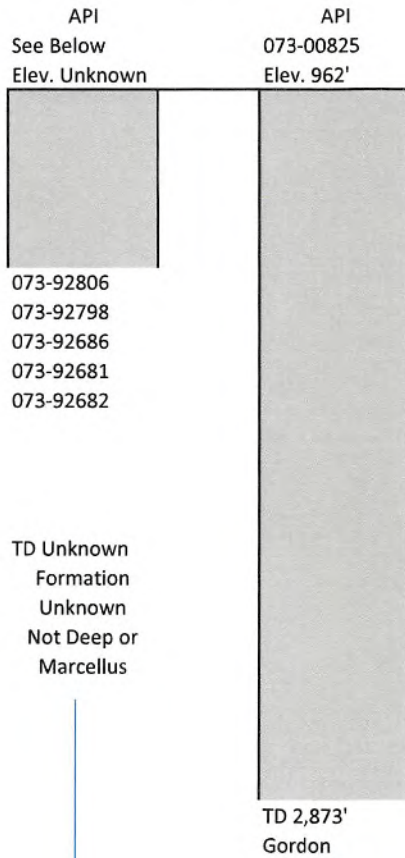 API
See Below
Elev. Unknown
073-92806
073-92798
073-92686
073-92681
073-92682
TD Unknown
Formation
Unknown
Not Deep or
Marcellus
API
073-00825
Elev. 962'
TD 2,873'
Gordon